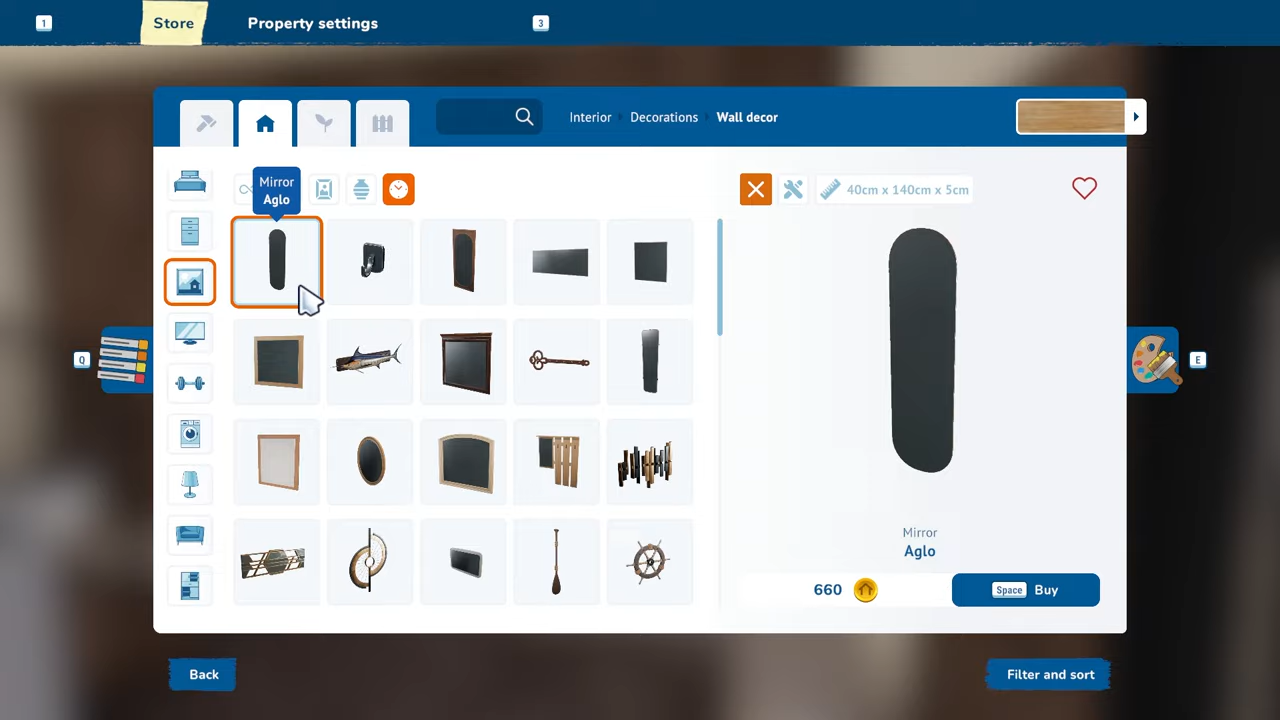 1
Store
Property settings
3
Interior
Decorations
Wall decor
Mirror
Aglo
40cm x 140cm x 5cm
Q
E
Mirror
Aglo
660
Space
Buy
Back
Filter and sort